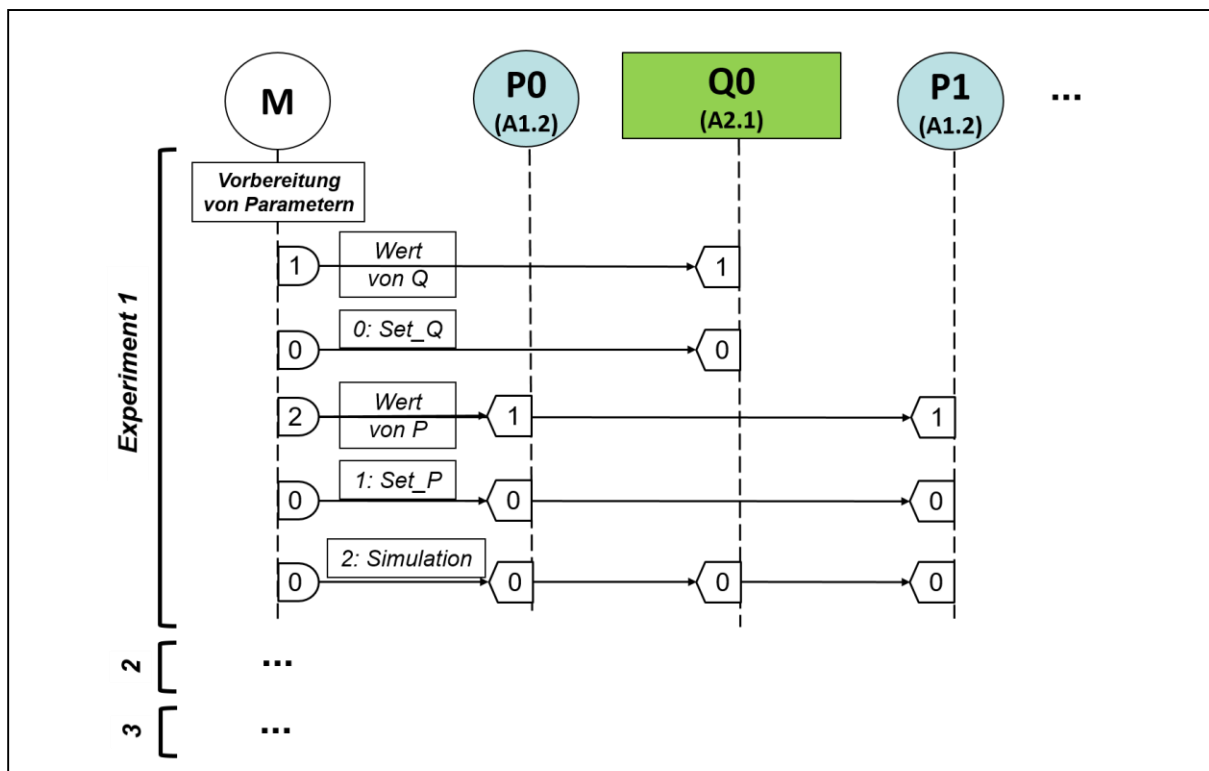 M
P0
(A1.2)
Q0
(A2.1)
P1
(A1.2)
...
Experiment 1
Vorbereitung
von Parametern
1
Wert
von Q
1
0
0: Set_Q
0
2
Wert
von P
1
1
0
1: Set_P
0
0
0
2: Simulation
0
0
0
2
...
3
...